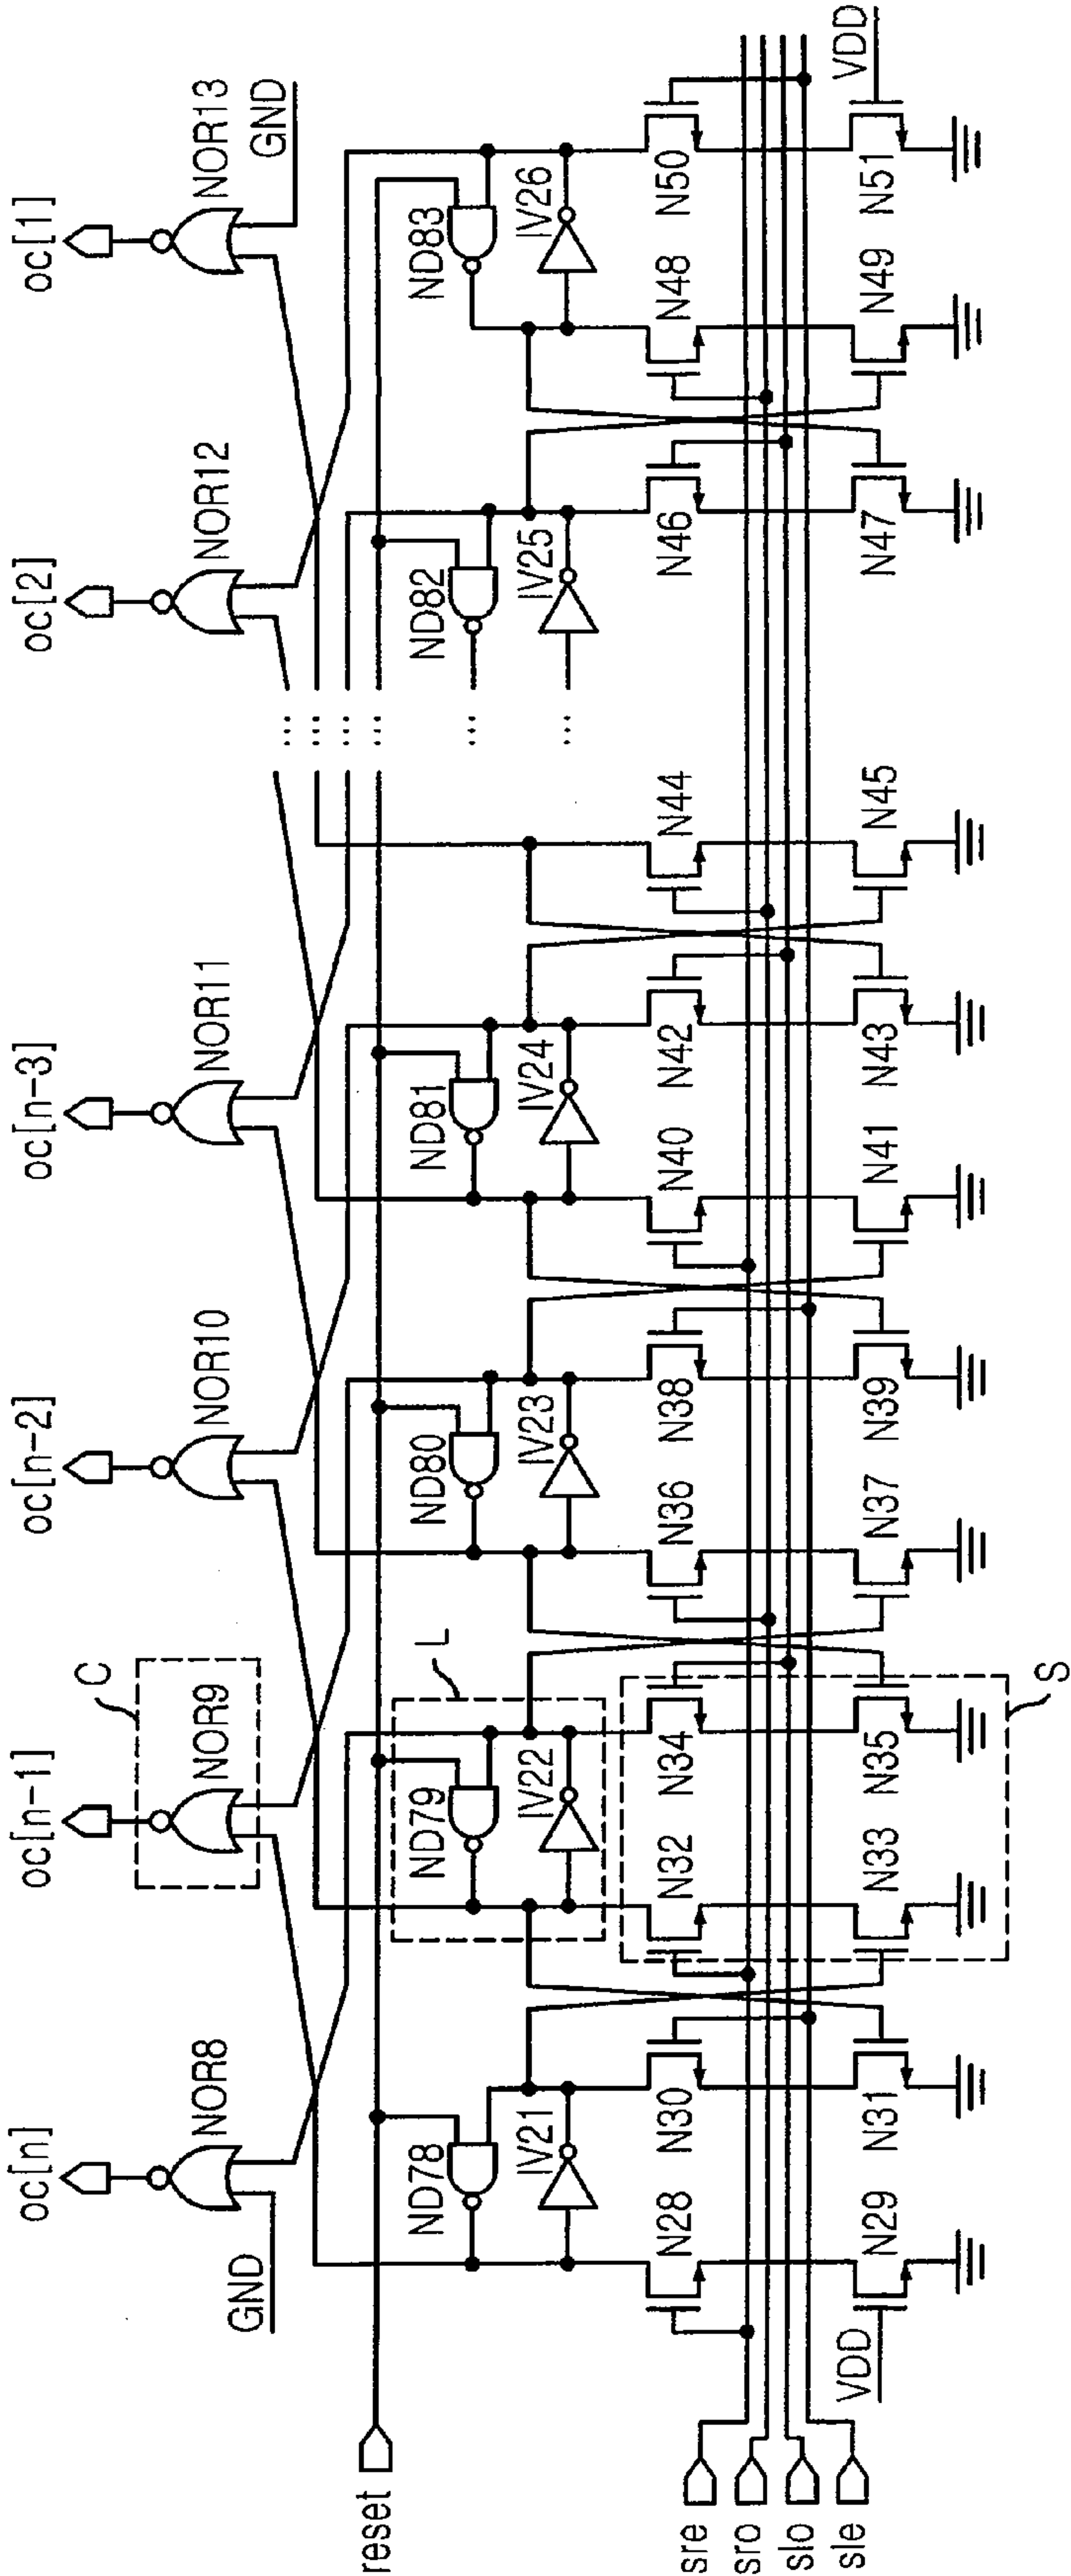 oc[n]
oc[n-1]
oc[n-2]
oc[n-3]
oc[2]
oc[1]
C
NOR8
NOR9
NOR10
NOR11
NOR12
NOR13
GND
GND
...
...
...
...
reset
L
ND78
ND79
ND80
ND81
ND82
ND83
...
IV21
IV22
IV23
IV24
IV25
IV26
...
N28
N30
N32
N34
N36
N38
N40
N42
N44
N46
N48
N50
sre
sro
slo
sle
VDD
VDD
N29
N31
N33
N35
N37
N39
N41
N43
N45
N47
N49
N51
S